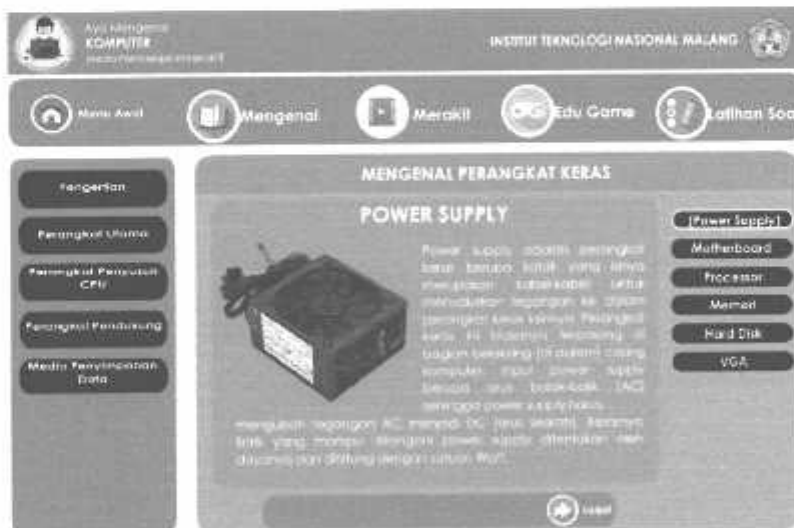 Ayo Mengenal
KOMPUTER
INSTITUT TEKNOLOGI NASIONAL MALANG
Menu Awal
Mengenal
Merakit
Edu Game
Latihan Soa
MENGENAL PERANGKAT KERAS
Pengertian
Perangkat Utama
Perangkat Penyusun
CPU
Perangkat Pendukung
Media Penyimpanan
Data
POWER SUPPLY
Power supply adalah perangkat
keras berupa kotak yang isinya
merupakan kabel-kabel untuk
menyalurkan tegangan ke dalam
perangkat keras lainnya. Perangkat
keras ini biasanya terpasang di
bagian belakang (di dalam) casing
komputer. Input power supply
berupa arus bolak-balik (AC)
sehingga power supply harus
mengubah tegangan AC menjadi DC (arus searah).
yang mampu ditangani power supply ditentukan oleh
dayanya dan dihitung dengan satuan Watt.
[Power Supply]
Motherboard
Processor
Memori
Hard Disk
VGA